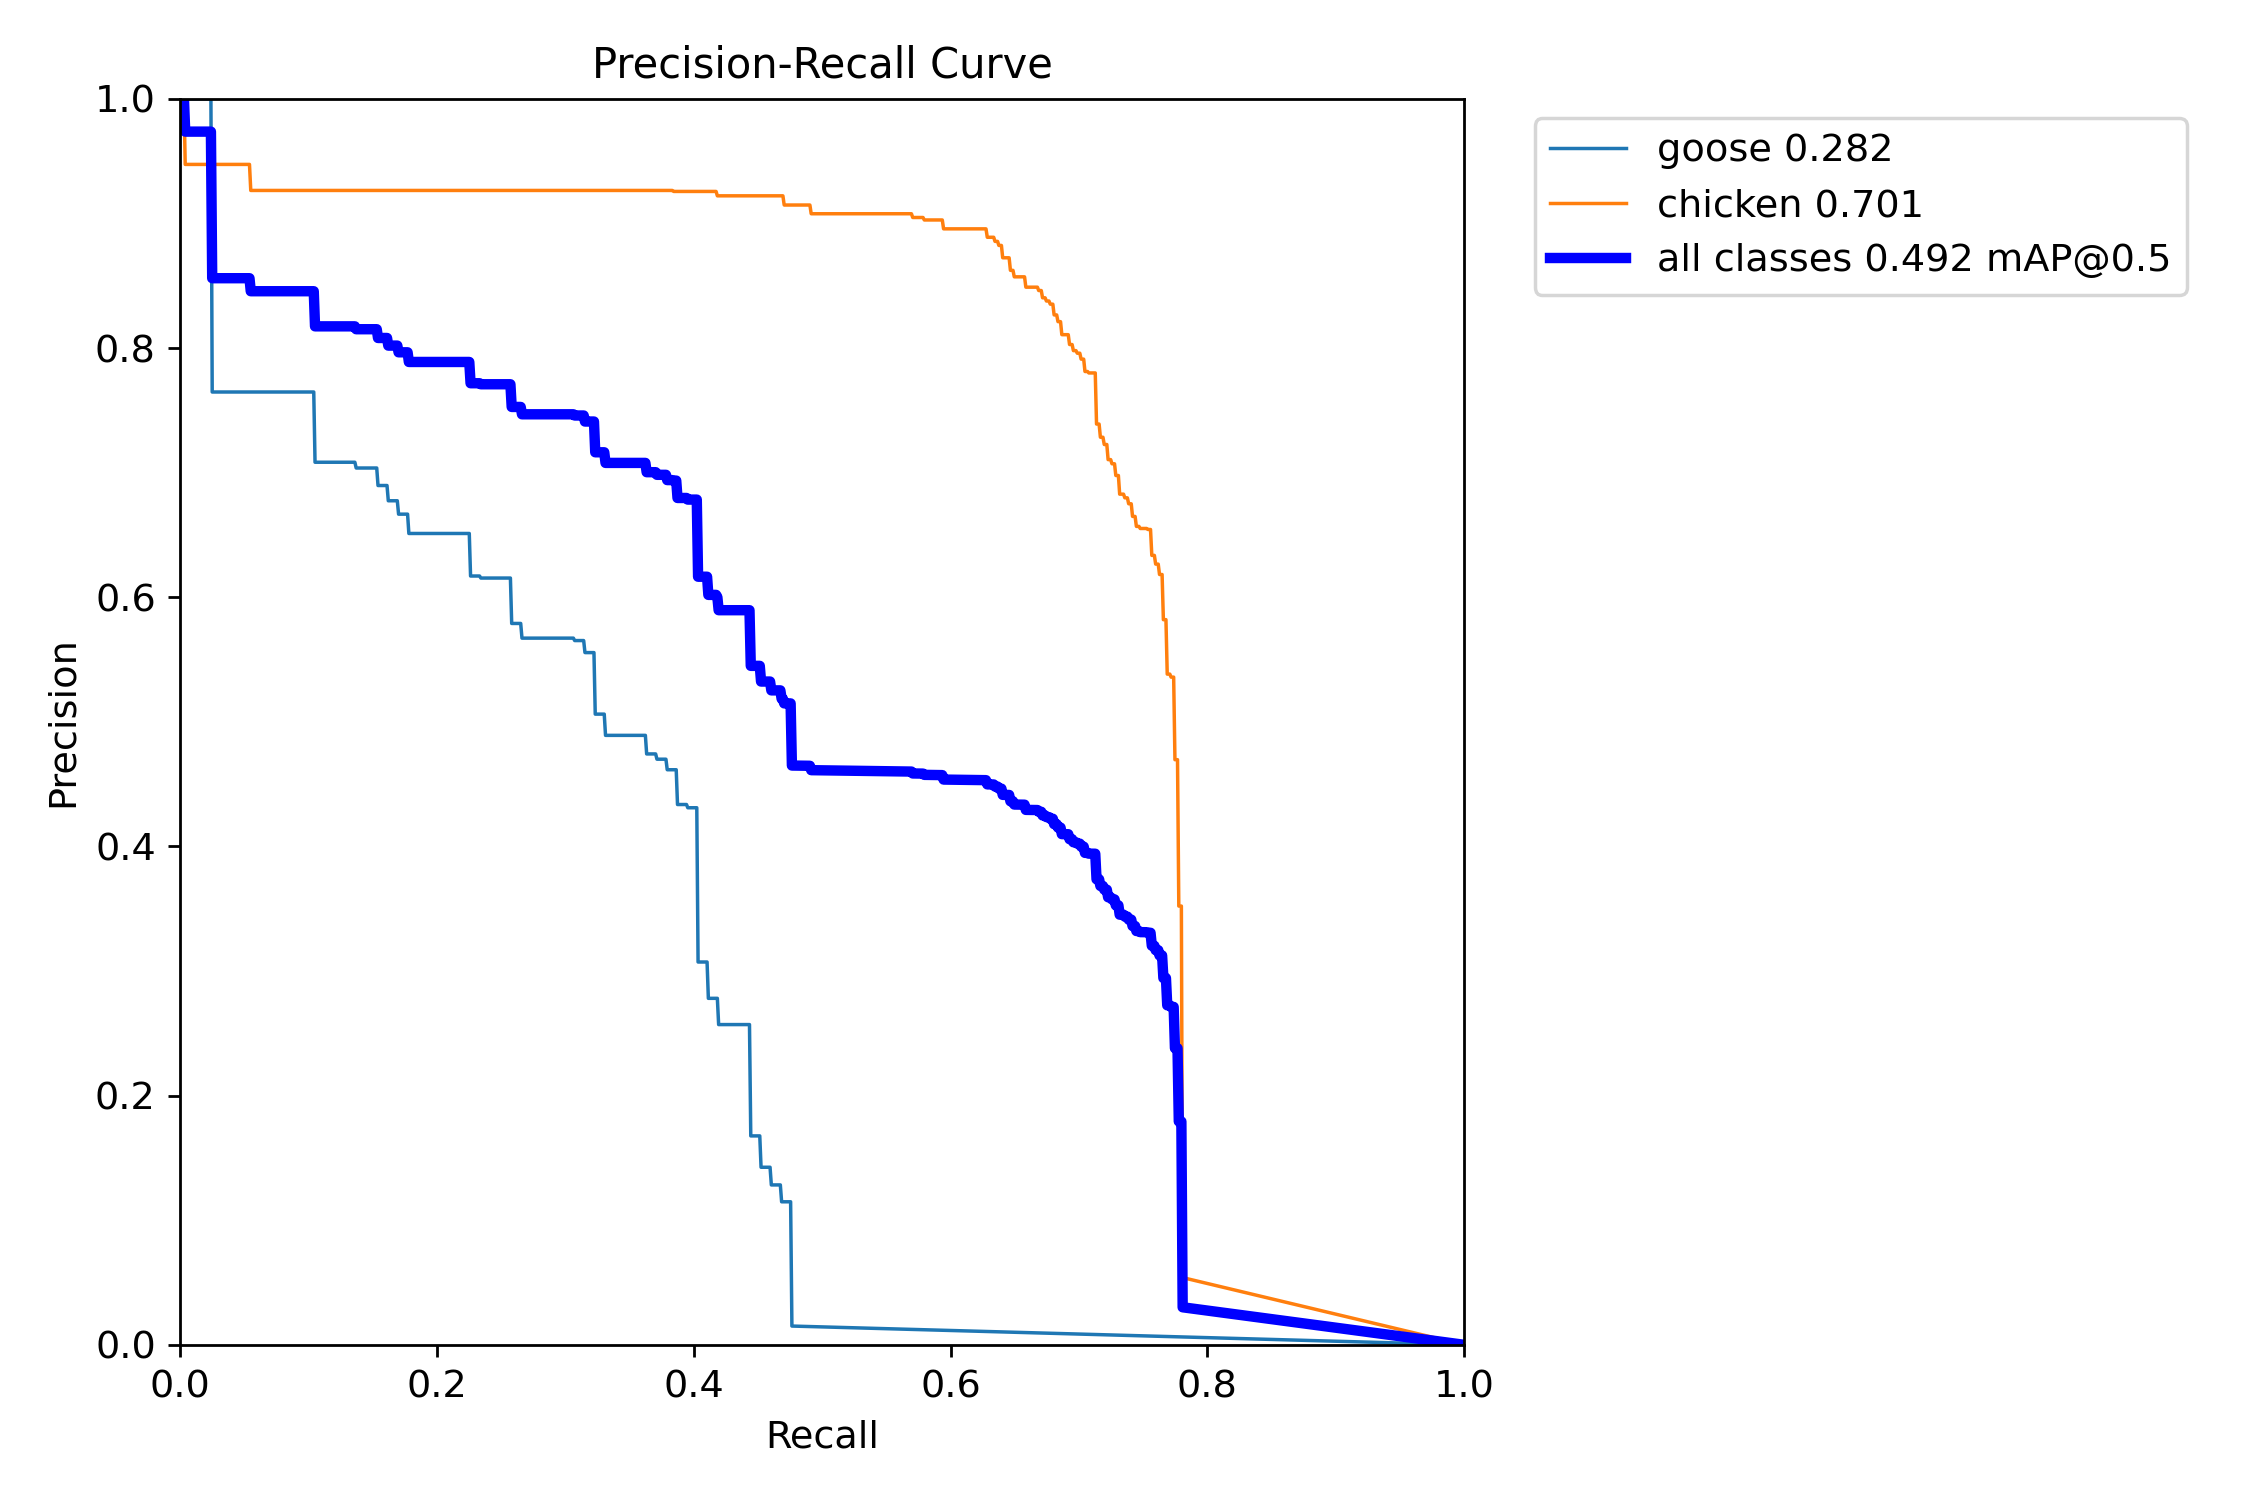 Precision-Recall Curve
1.0
0.8
0.6
0.4
0.2
0.0
Precision
0.0 0.2 0.4 0.6 0.8 1.0
Recall
goose 0.282
chicken 0.701
all classes 0.492 mAP@0.5